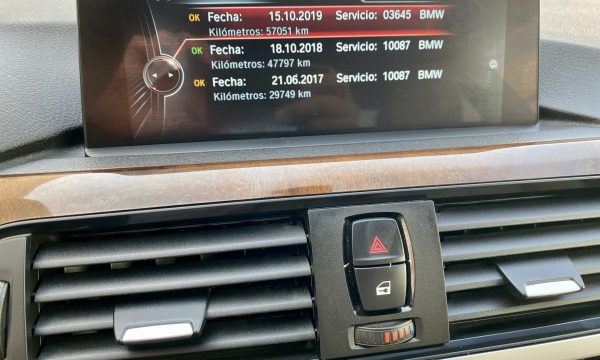 OK Fecha: 15.10.2019 Servicio: 03645 BMW
Kilómetros: 57051 km
OK Fecha: 18.10.2018 Servicio: 10087 BMW
Kilómetros: 47797 km
OK Fecha: 21.06.2017 Servicio: 10087 BMW
Kilómetros: 29749 km